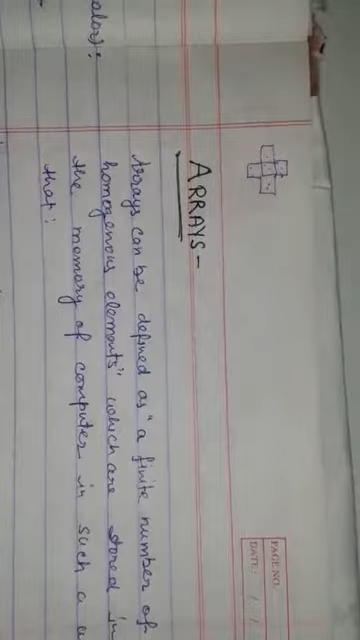 PAGE NO.
DATE:
ARRAYS-
Arrays can be defined as "a finite number of
homogenous elements" which are stored in
the memory of computer in such a
that: